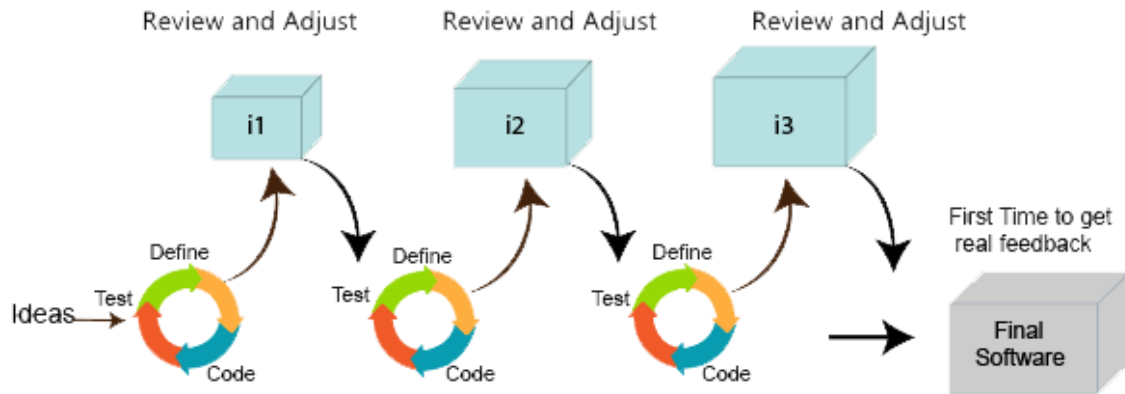 Review and Adjust
Review and Adjust
Review and Adjust
i1
i2
i3
First Time to get
real feedback
Define
Define
Define
Test
Test
Test
Ideas
Code
Code
Code
Final
Software